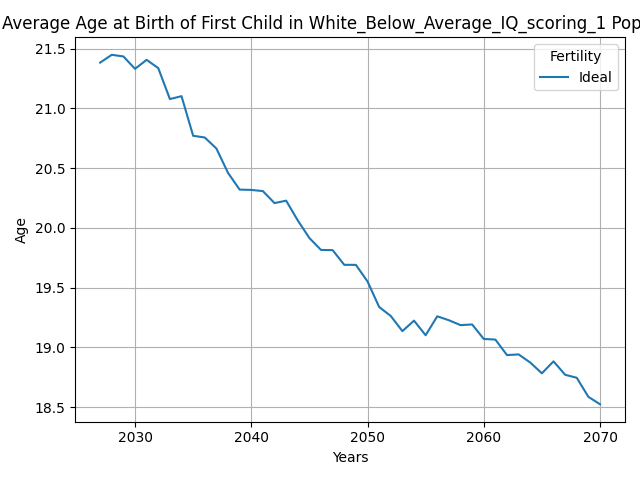 Average Age at Birth of First Child in White_Below_Average_IQ_scoring_1 Pop
Fertility
Ideal
21.5
21.0
20.5
20.0
19.5
19.0
18.5
Age
2030 2040 2050 2060 2070
Years